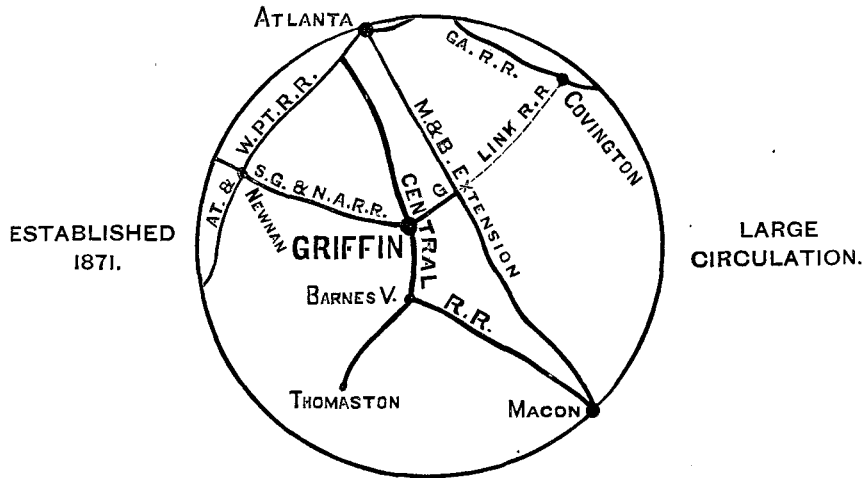 ATLANTA
GA. R. R.
AT. & W. PT. R. R.
M. & B. EXTENSION
LINK R. R
COVINGTON
S. G. & N. A. R. R.
NEWNAN
CENTRAL R. R.
ESTABLISHED
1871.
GRIFFIN
LARGE
CIRCULATION.
BARNES V.
THOMASTON
MACON